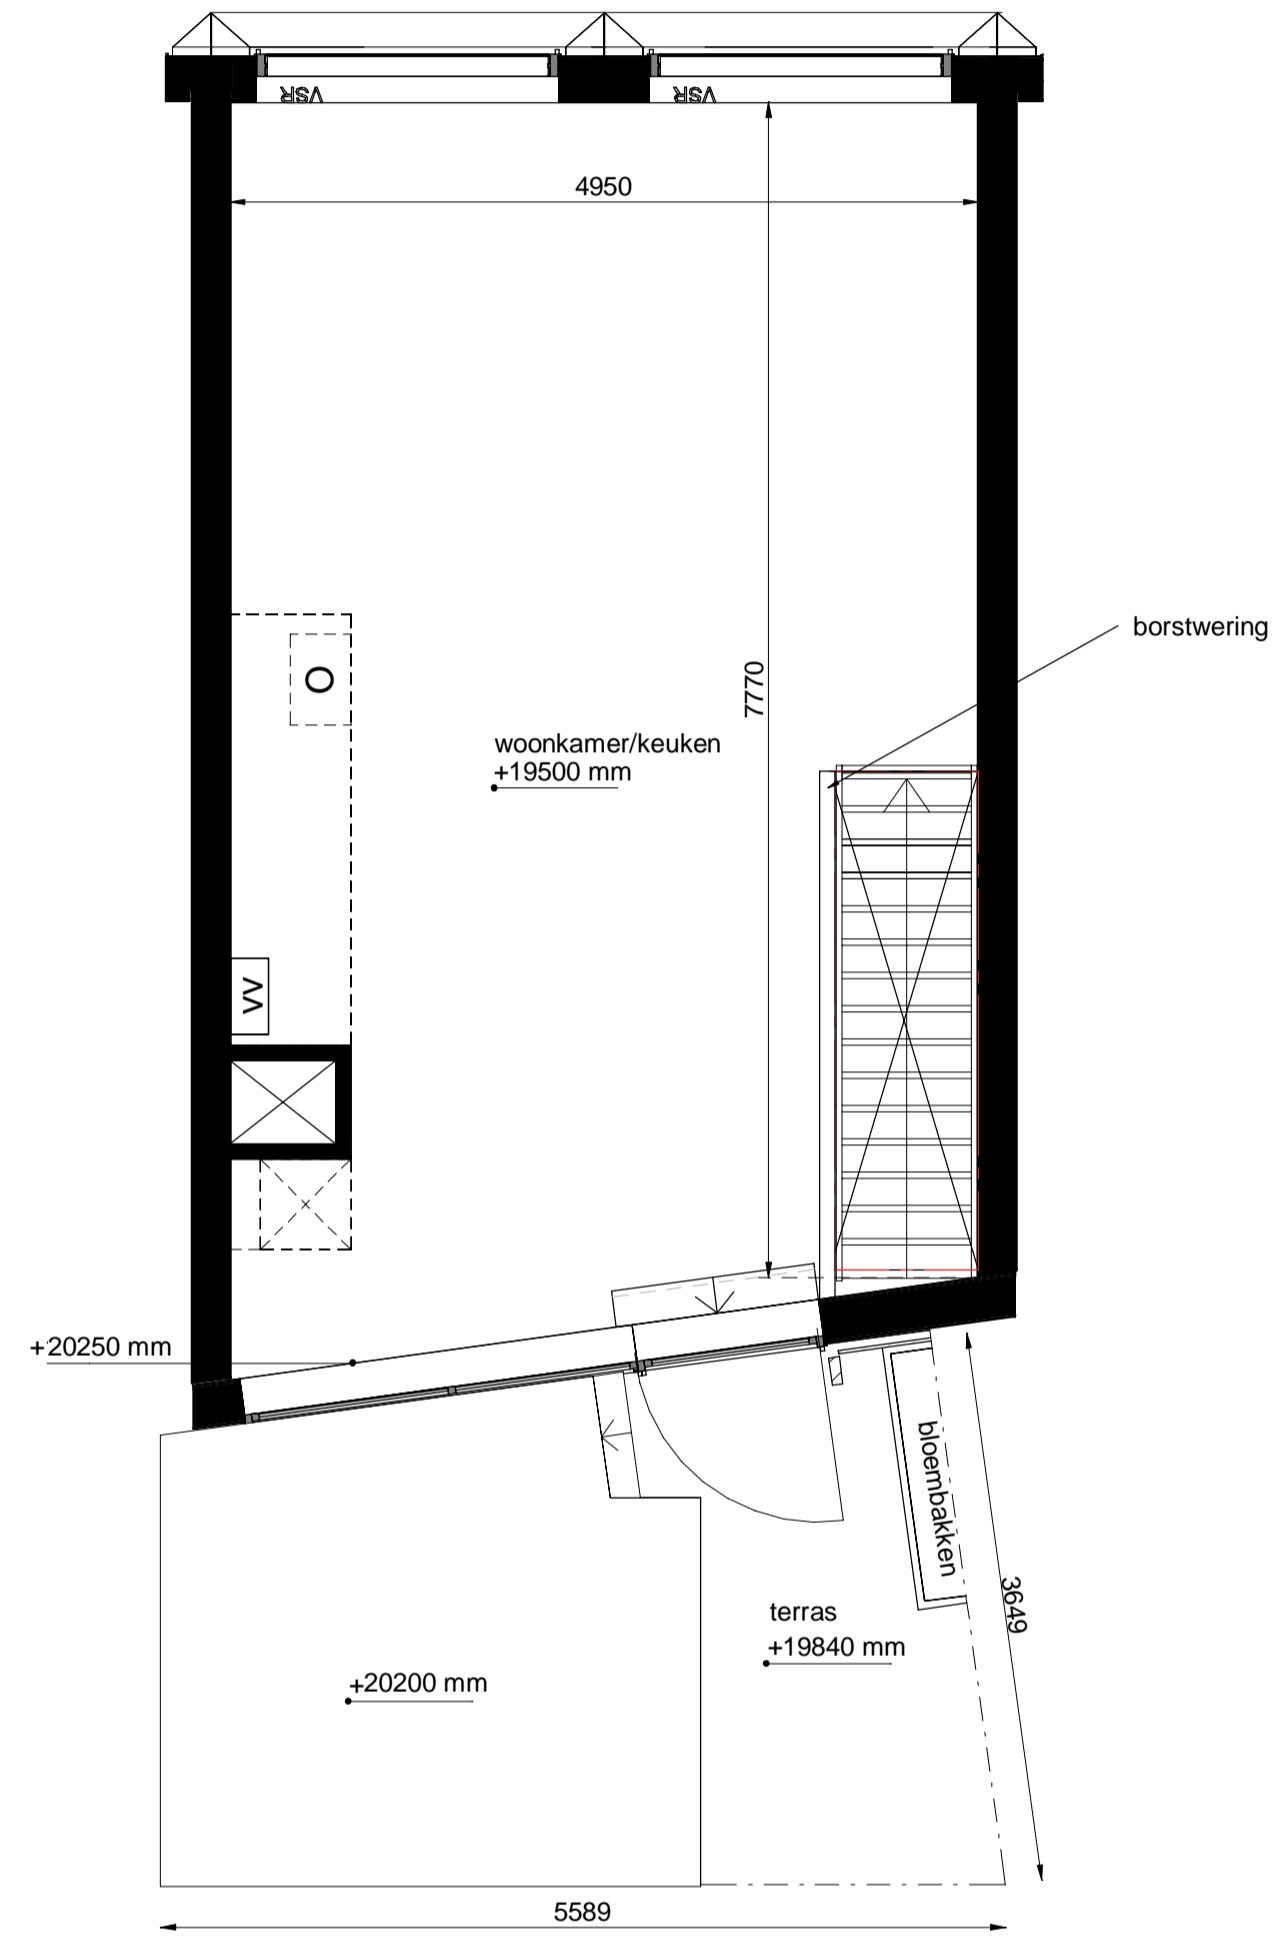 VSR
VSR
4950
borstwering
O
7770
woonkamer/keuken
+19500 mm
VV
+20250 mm
bloembakken
3649
terras
+19840 mm
+20200 mm
5589